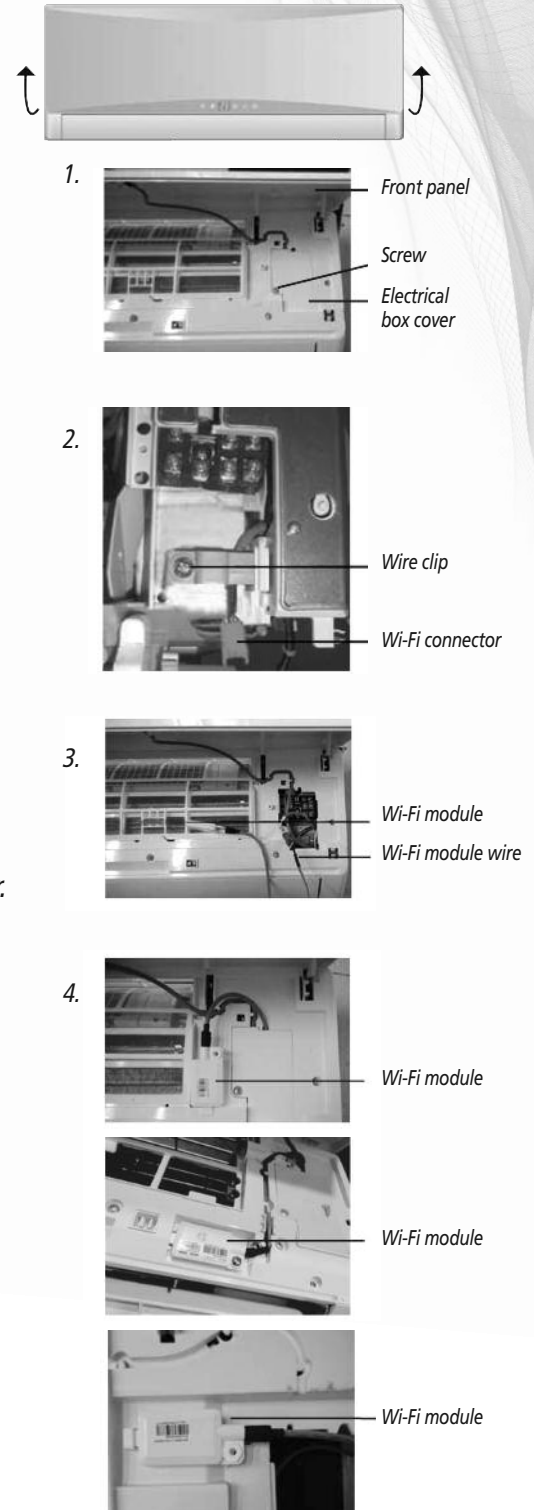 1.
Front panel
Screw
Electrical
box cover
2.
Wire clip
Wi-Fi connector
3.
Wi-Fi module
Wi-Fi module wire
4.
Wi-Fi module
Wi-Fi module
Wi-Fi module